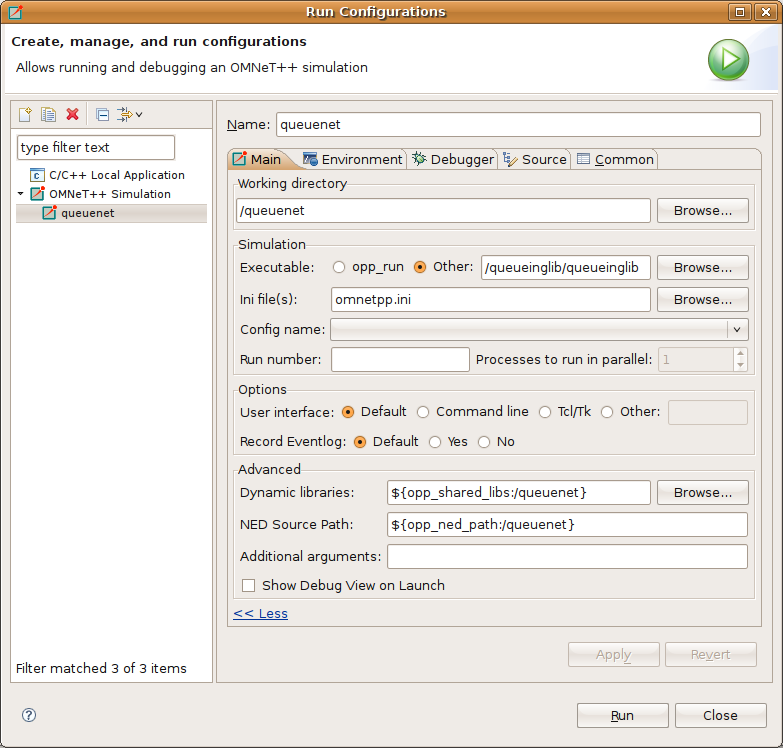 Run Configurations
Create, manage, and run configurations
Allows running and debugging an OMNeT++ simulation
type filter text
C/C++ Local Application
OMNeT++ Simulation
queuenet
Filter matched 3 of 3 items
Name: queuenet
Main Environment Debugger Source Common
Working directory
/queuenet Browse...
Simulation
Executable: opp_run Other: /queueinglib/queueinglib Browse...
Ini file(s): omnetpp.ini Browse...
Config name:
Run number: Processes to run in parallel: 1
Options
User interface: Default Command line Tcl/Tk Other:
Record Eventlog: Default Yes No
Advanced
Dynamic libraries: ${opp_shared_libs:/queuenet} Browse...
NED Source Path: ${opp_ned_path:/queuenet}
Additional arguments:
Show Debug View on Launch
<< Less
Apply Revert
? Run Close